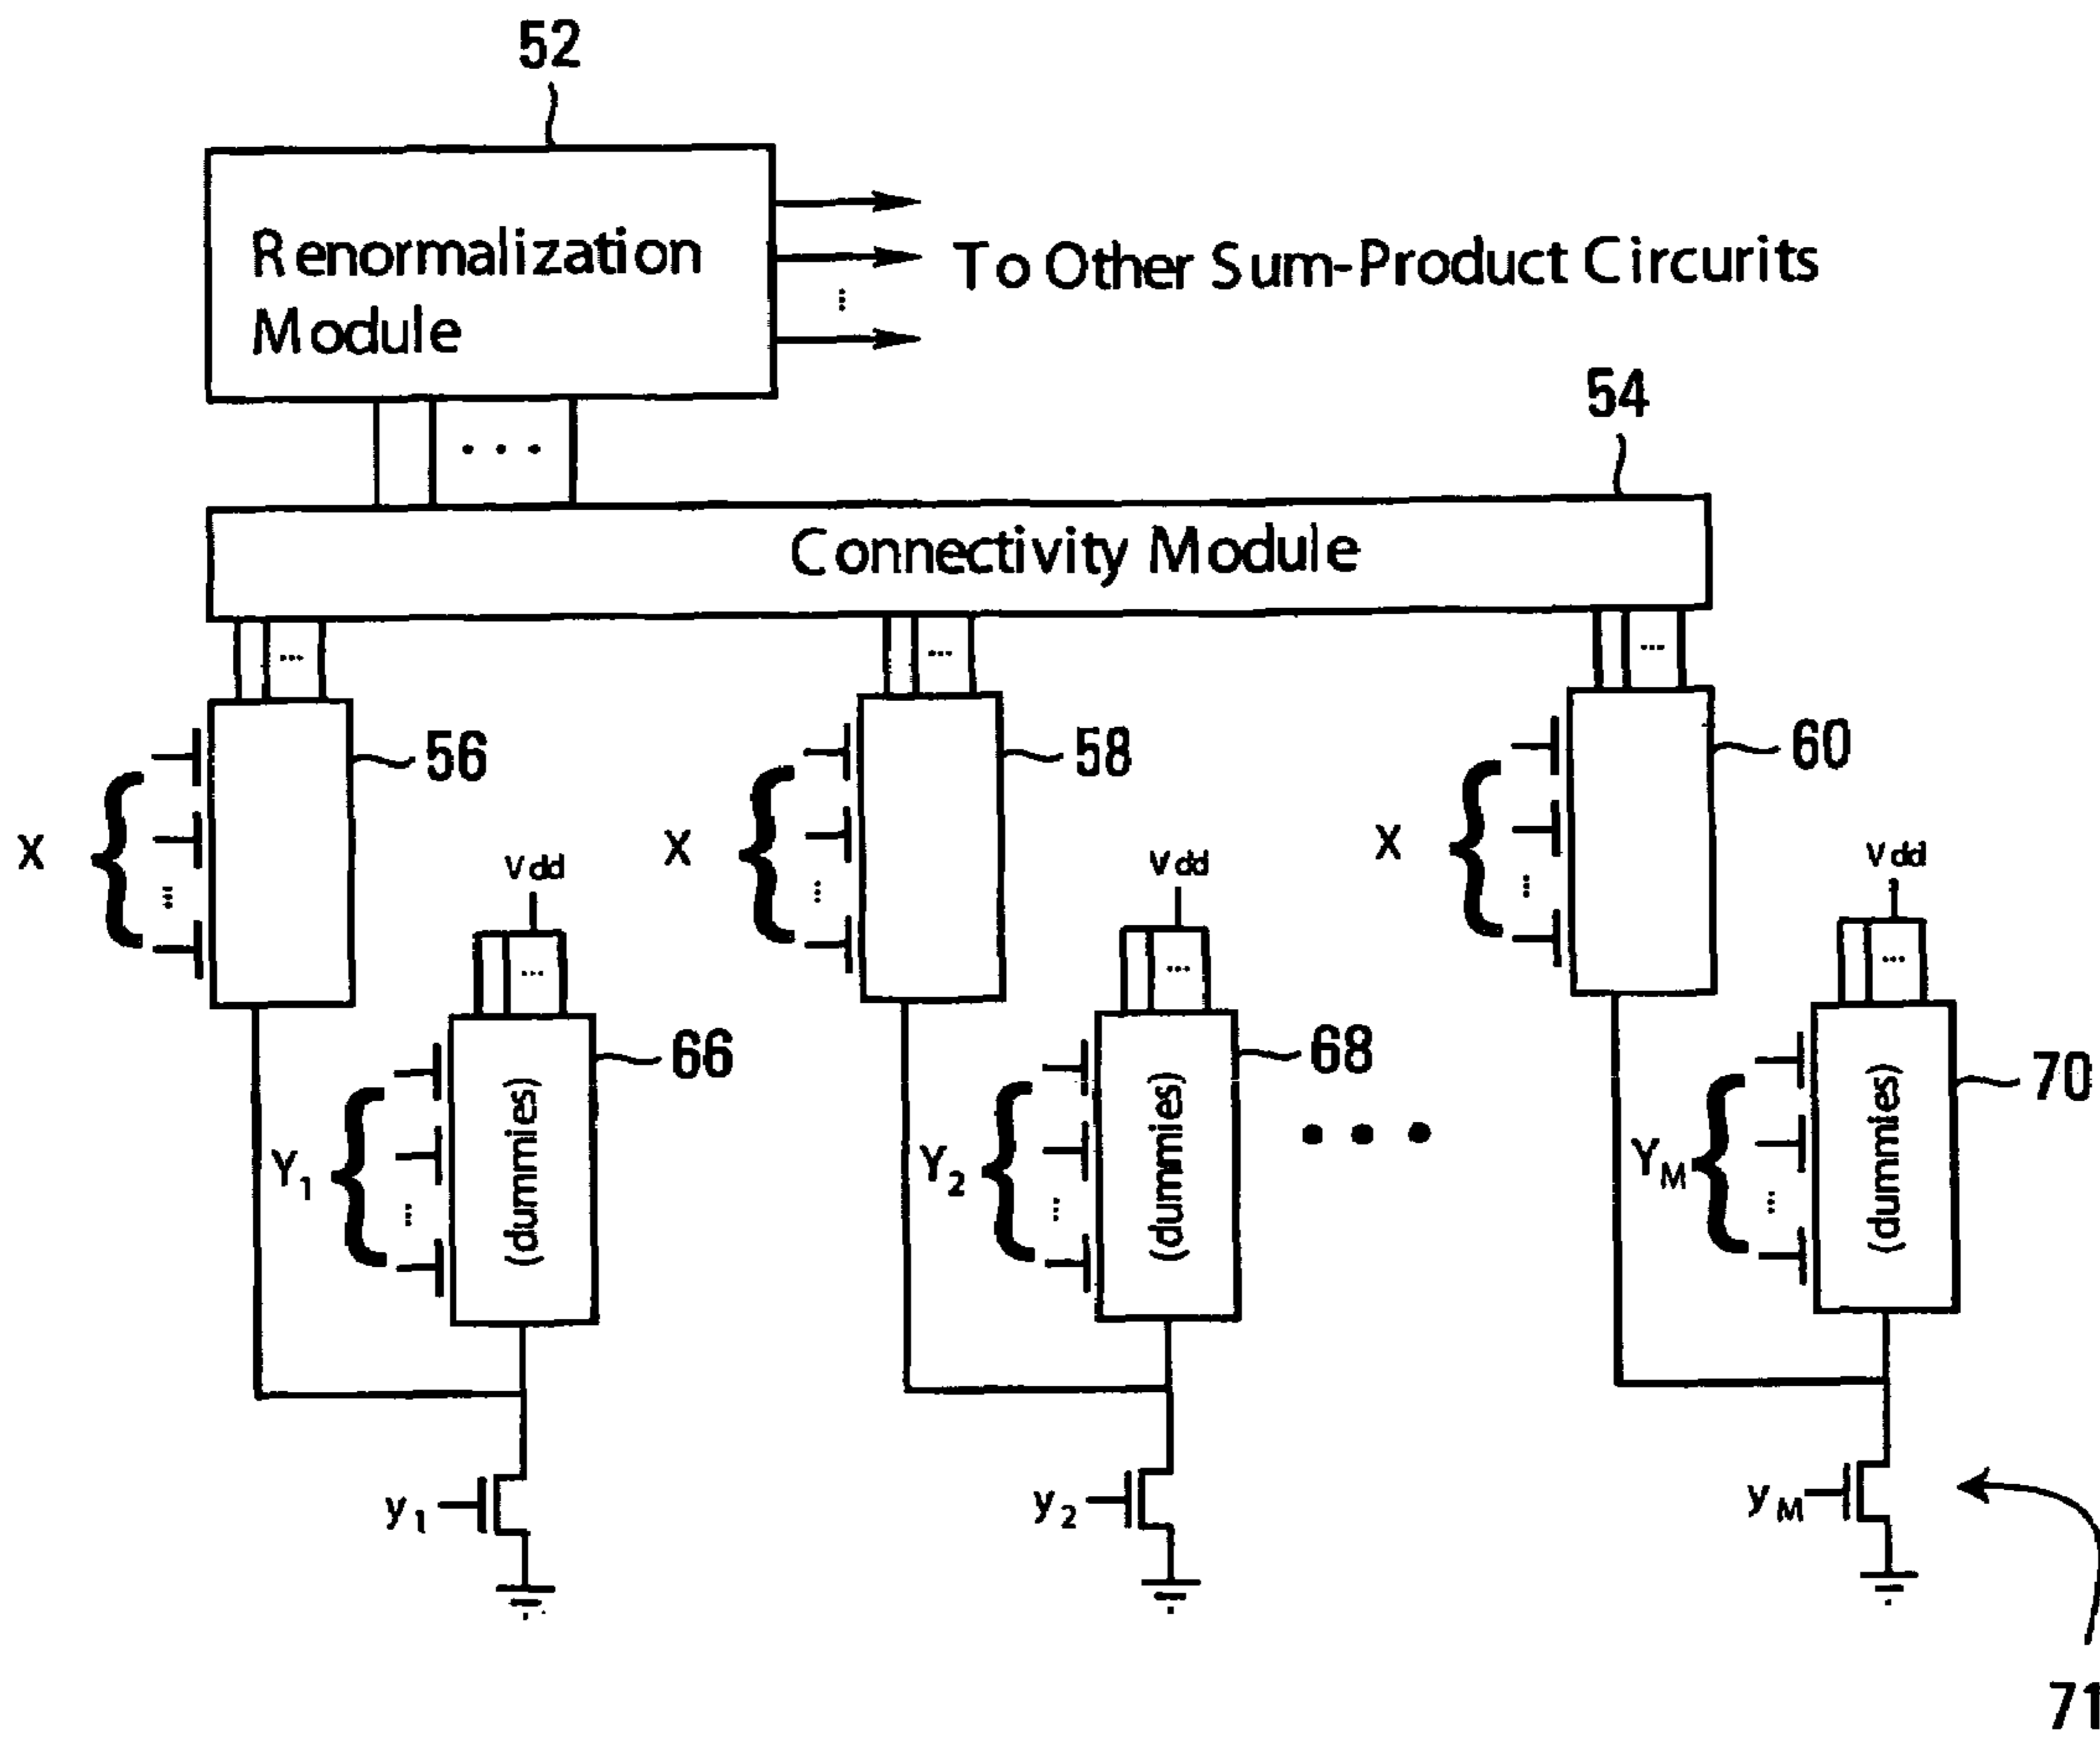 52
Renormalization
Module
To Other Sum-Product Circurits
54
Connectivity Module
56
58
60
X
X
X
Vdd
Vdd
Vdd
66
68
70
(dummies)
(dummies)
(dummies)
Y1
Y2
YM
y1
y2
yM
71